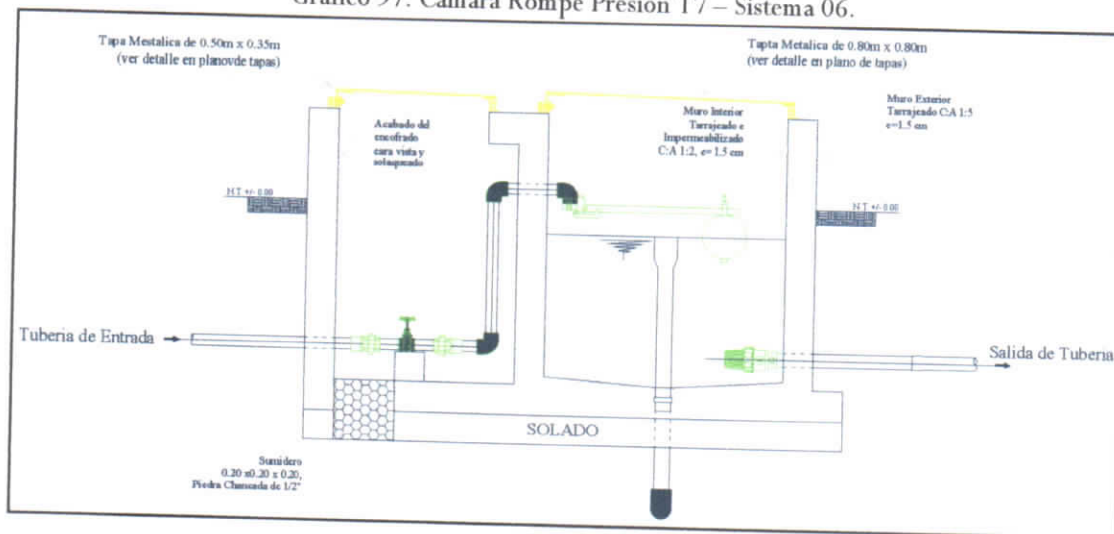 Gráfico 97. Cámara Rompe Presión T7 – Sistema 06.
Tapa Mestalica de 0.50m x 0.35m
(ver detalle en planovde tapas)
Tapta Metalica de 0.80m x 0.80m
(ver detalle en plano de tapas)
Muro Exterior
Tarrajeado C:A 1:5
e=1.5 cm
Acabado del
encofrado
cara vista y
solaqueado
Muro Interior
Tarrajeado e
Impermeabilizado
C:A 1:2, e=1.5 cm
N.T +/- 0.00
N.T +/- 0.00
Tuberia de Entrada
Salida de Tuberia
SOLADO
Sumidero
0.20 x0.20 x 0.20,
Piedra Chancada de 1/2"